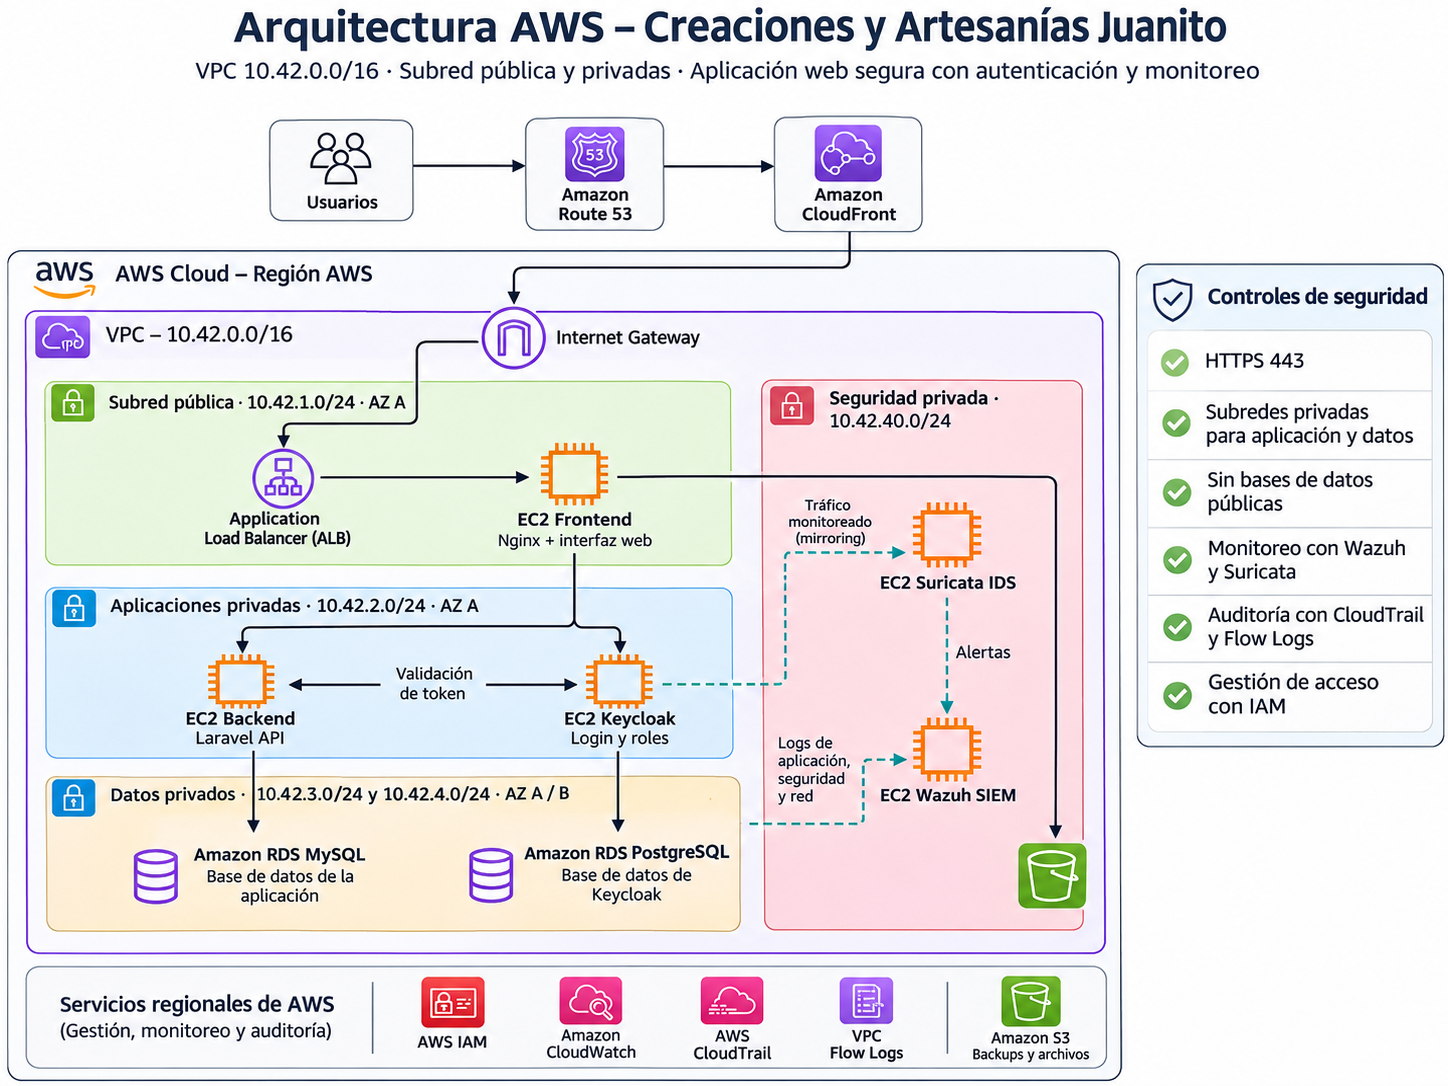 Arquitectura AWS – Creaciones y Artesanías Juanito
VPC 10.42.0.0/16 · Subred pública y privadas · Aplicación web segura con autenticación y monitoreo
Usuarios
53
Amazon
Route 53
Amazon
CloudFront
aws
AWS Cloud – Región AWS
VPC – 10.42.0.0/16
Internet Gateway
Subred pública · 10.42.1.0/24 · AZ A
Application
Load Balancer (ALB)
EC2 Frontend
Nginx + interfaz web
Aplicaciones privadas · 10.42.2.0/24 · AZ A
EC2 Backend
Laravel API
Validación
de token
EC2 Keycloak
Login y roles
Datos privados · 10.42.3.0/24 y 10.42.4.0/24 · AZ A / B
Amazon RDS MySQL
Base de datos de la
aplicación
Amazon RDS PostgreSQL
Base de datos de
Keycloak
Seguridad privada ·
10.42.40.0/24
Tráfico
monitoreado
(mirroring)
EC2 Suricata IDS
Alertas
Logs de
aplicación,
seguridad
y red
EC2 Wazuh SIEM
Controles de seguridad
HTTPS 443
Subredes privadas
para aplicación y datos
Sin bases de datos
públicas
Monitoreo con Wazuh
y Suricata
Auditoría con CloudTrail
y Flow Logs
Gestión de acceso
con IAM
Servicios regionales de AWS
(Gestión, monitoreo y auditoría)
AWS IAM
Amazon
CloudWatch
AWS
CloudTrail
VPC
Flow Logs
Amazon S3
Backups y archivos